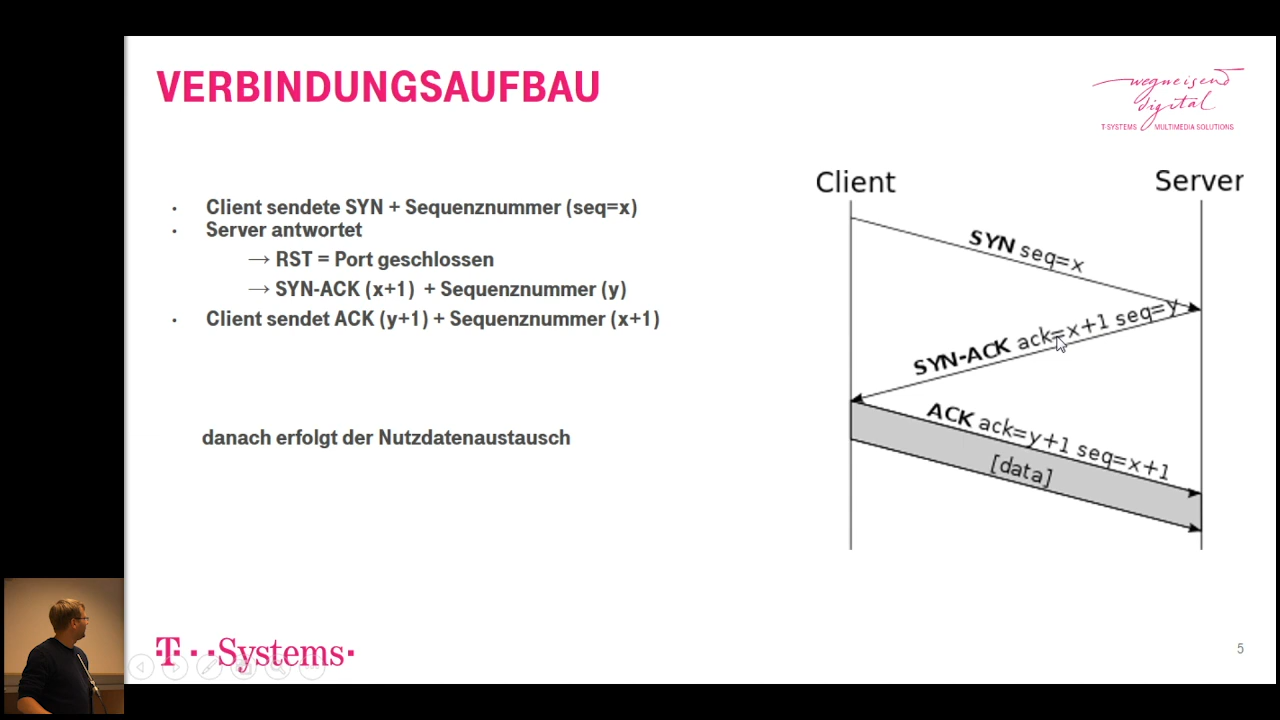 VERBINDUNGSAUFBAU
wegweisend
digital
T-SYSTEMS MULTIMEDIA SOLUTIONS
• Client sendete SYN + Sequenznummer (seq=x)
• Server antwortet
→ RST = Port geschlossen
→ SYN-ACK (x+1) + Sequenznummer (y)
• Client sendet ACK (y+1) + Sequenznummer (x+1)
danach erfolgt der Nutzdatenaustausch
Client Server
SYN seq=x
SYN-ACK ack=x+1 seq=y
ACK ack=y+1 seq=x+1
[data]
T··Systems·
5